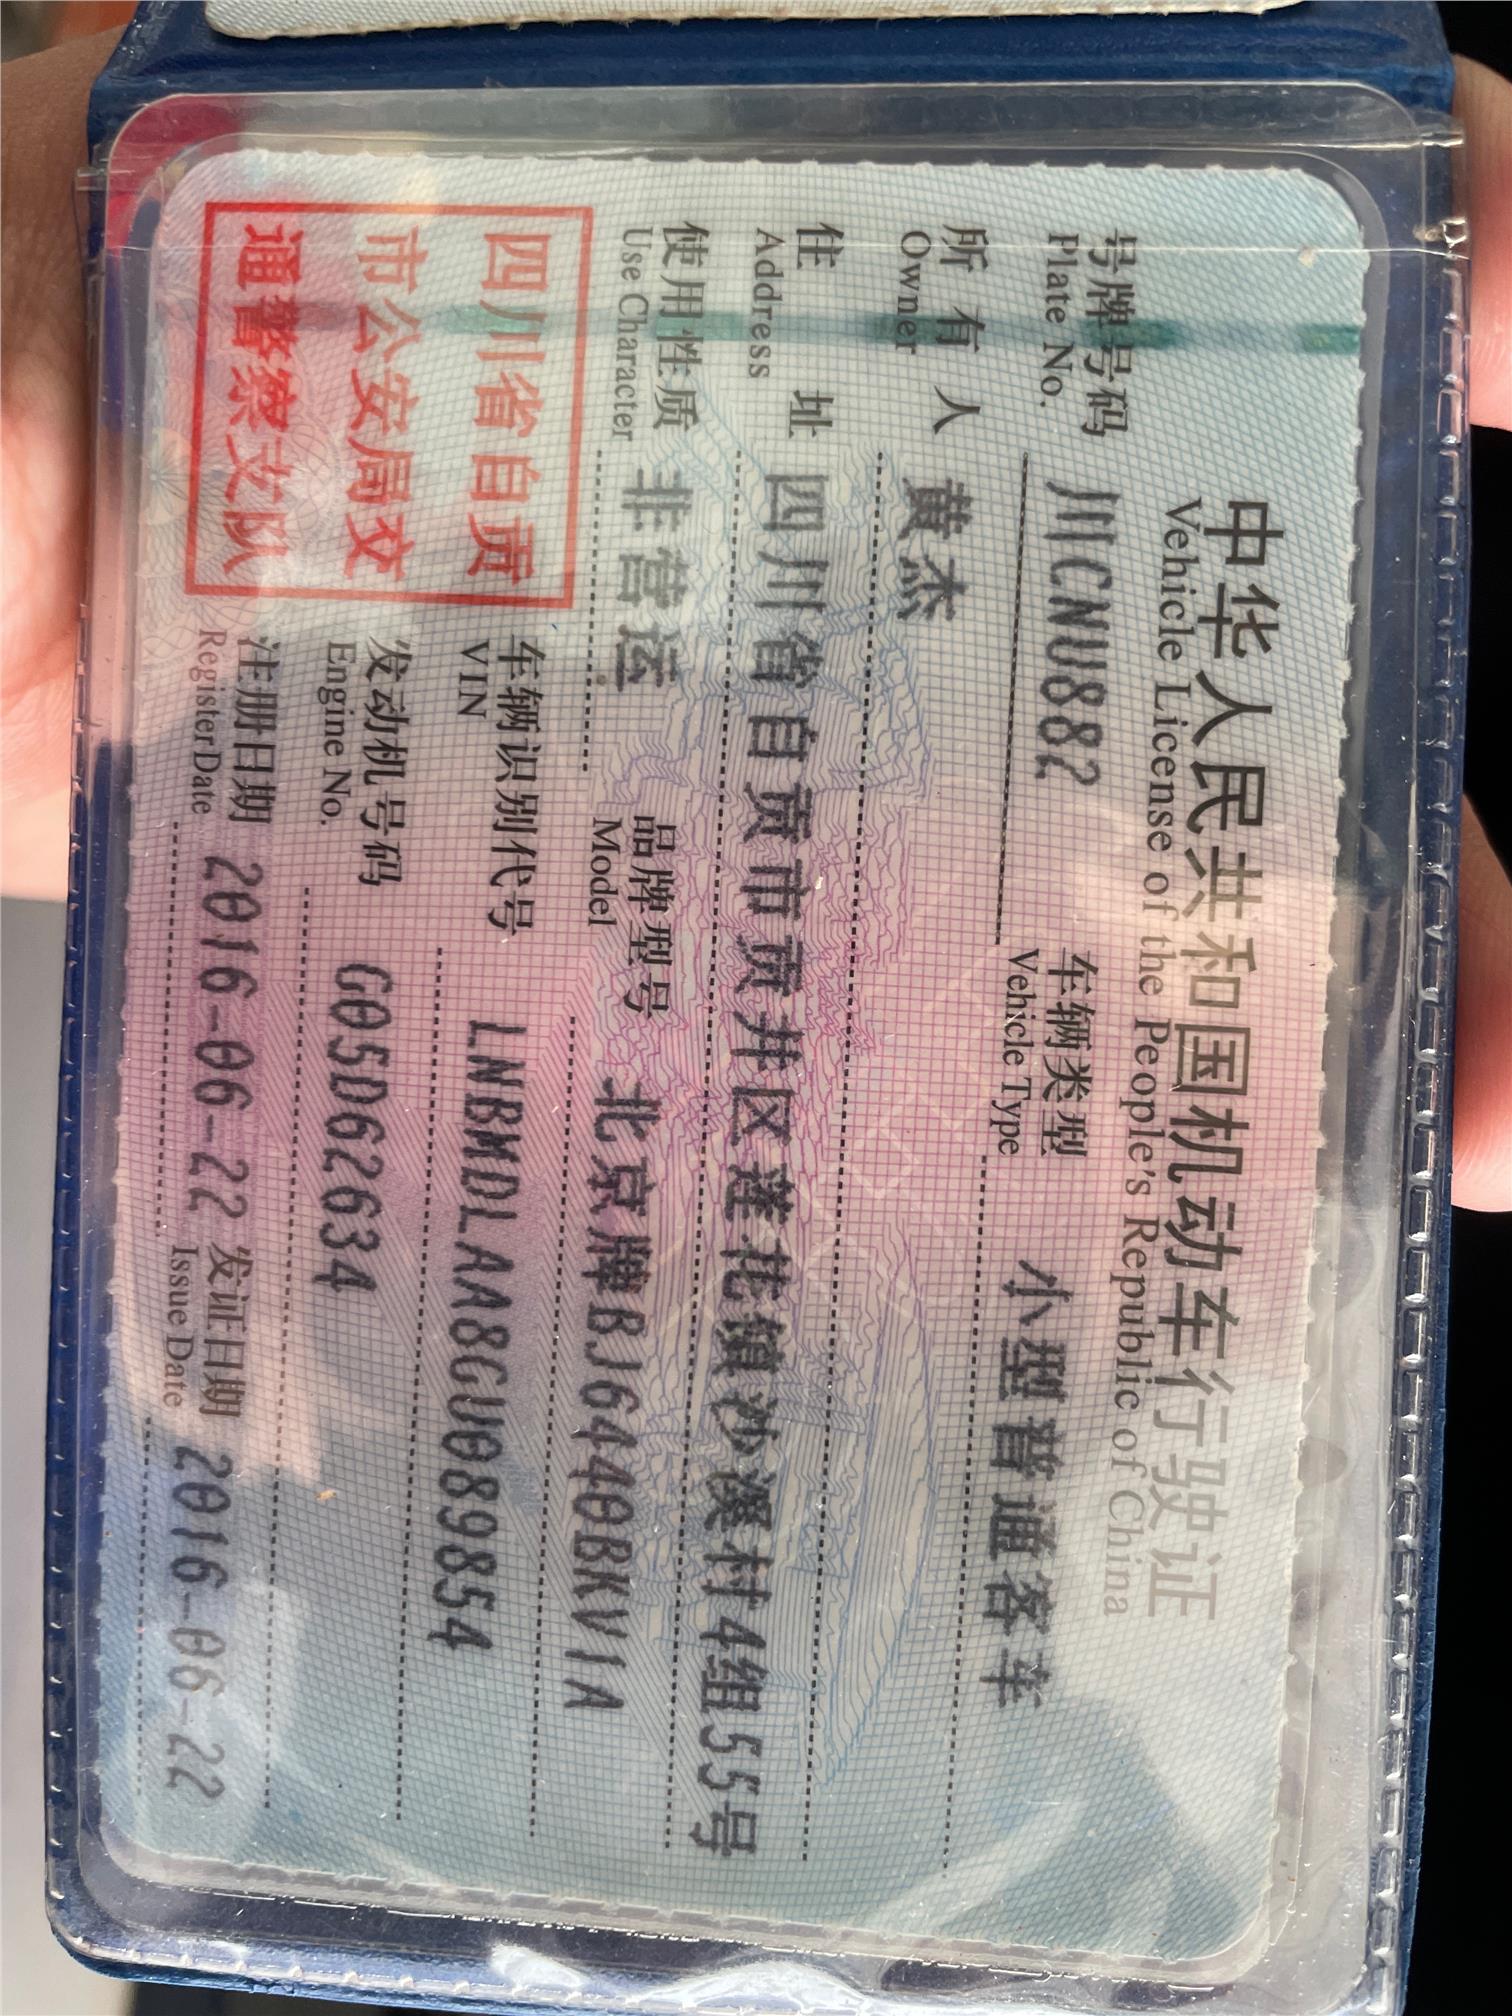 中华人民共和国机动车行驶证
Vehicle License of the People's Republic of China
号牌号码 川CNU882 车辆类型 小型普通客车
Plate No. Vehicle Type
所有人 黄杰
Owner
住址 四川省自贡市贡井区莲花镇沙溪村4组55号
Address
使用性质 非营运 品牌型号 北京牌BJ6440BKV1A
Use Character Model
四川省自贡
市公安局交
通警察支队
车辆识别代号 LNBMDLAA8GU089854
VIN
发动机号码 G05D62634
Engine No.
注册日期 2016-06-22 发证日期 2016-06-22
Register Date Issue Date